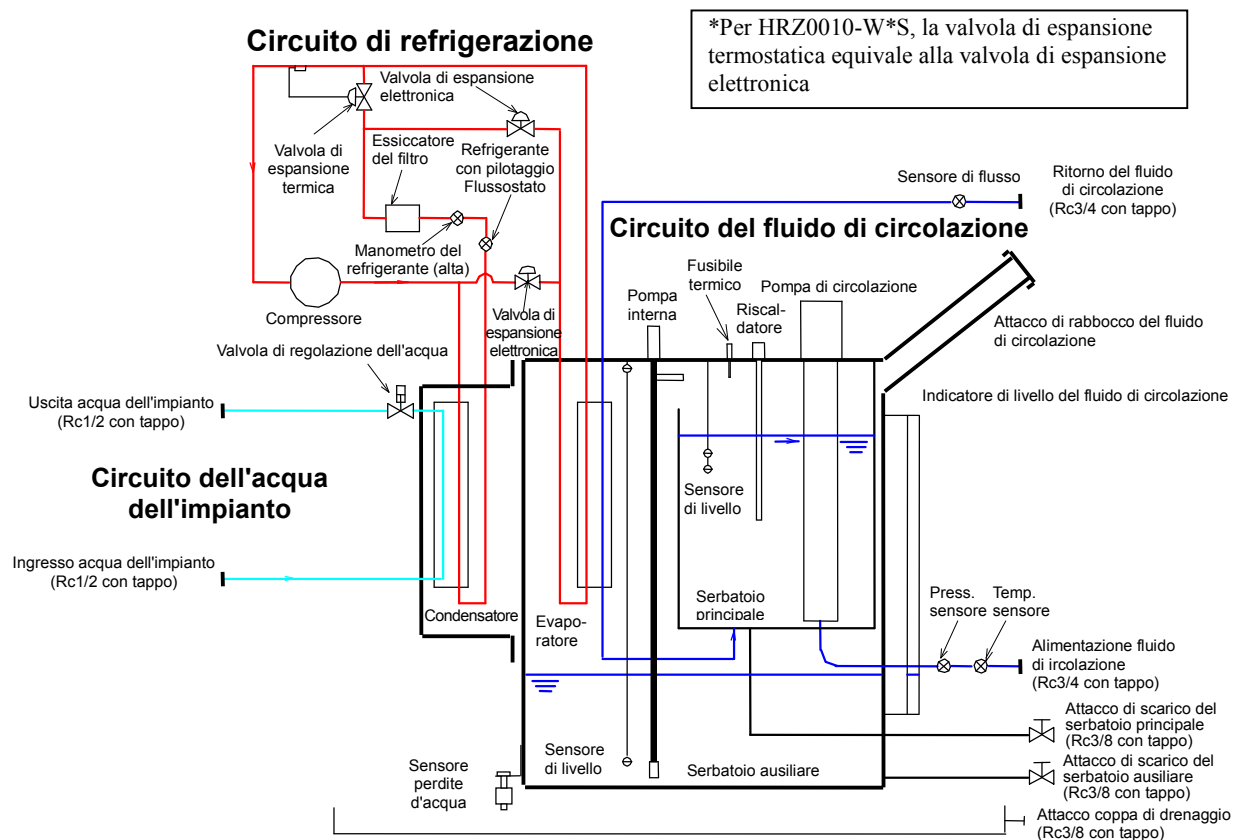 *Per HRZ0010-W*S, la valvola di espansione
termostatica equivale alla valvola di espansione
elettronica
Circuito di refrigerazione
Valvola di espansione
elettronica
Valvola di
espansione
termica
Essiccatore
del filtro
Refrigerante
con pilotaggio
Flussostato
Manometro del
refrigerante (alta)
Compressore
Valvola di
espansione
elettronica
Sensore di flusso
Ritorno del fluido
di circolazione
(Rc3/4 con tappo)
Circuito del fluido di circolazione
Pompa
interna
Fusibile
termico
Riscal-
datore
Pompa di circolazione
Attacco di rabbocco del fluido
di circolazione
Indicatore di livello del fluido di circolazione
Valvola di regolazione dell'acqua
Uscita acqua dell'impianto
(Rc1/2 con tappo)
Circuito dell'acqua
dell'impianto
Ingresso acqua dell'impianto
(Rc1/2 con tappo)
Condensatore
Evapo-
ratore
Sensore
di livello
Serbatoio
principale
Press.
sensore
Temp.
sensore
Alimentazione fluido
di ircolazione
(Rc3/4 con tappo)
Attacco di scarico del
serbatoio principale
(Rc3/8 con tappo)
Attacco di scarico del
serbatoio ausiliare
(Rc3/8 con tappo)
Sensore
perdite
d'acqua
Sensore
di livello
Serbatoio ausiliare
Attacco coppa di drenaggio
(Rc3/8 con tappo)